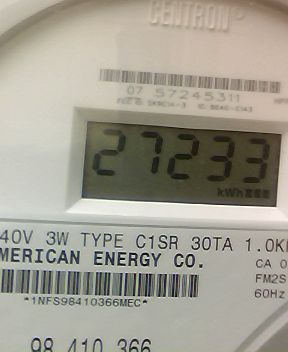 CENTRON®
07 57245311
27233
kWh
40V 3W TYPE C1SR 30TA 1.0K
MERICAN ENERGY CO.
CA 0
FM2S
60Hz
*1NFS98410366MEC*
98 410 366